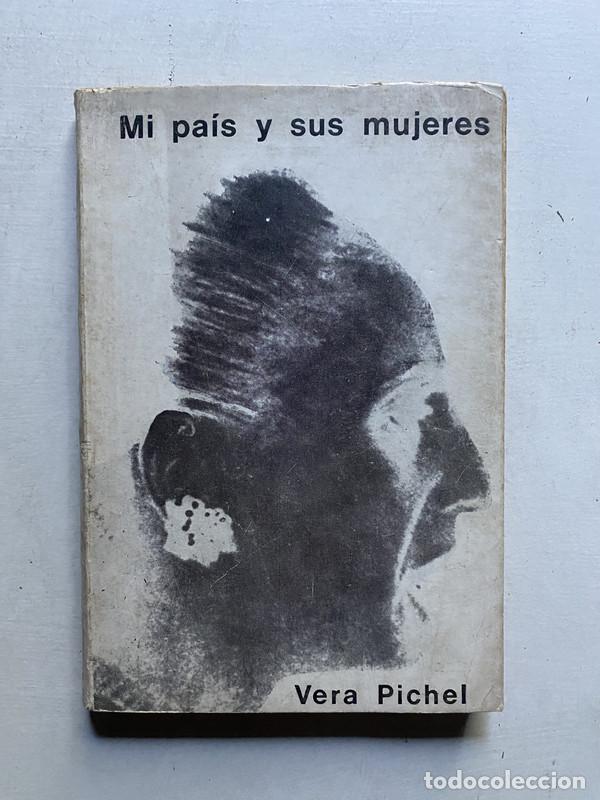 Mi país y sus mujeres
Vera Pichel
todocoleccion